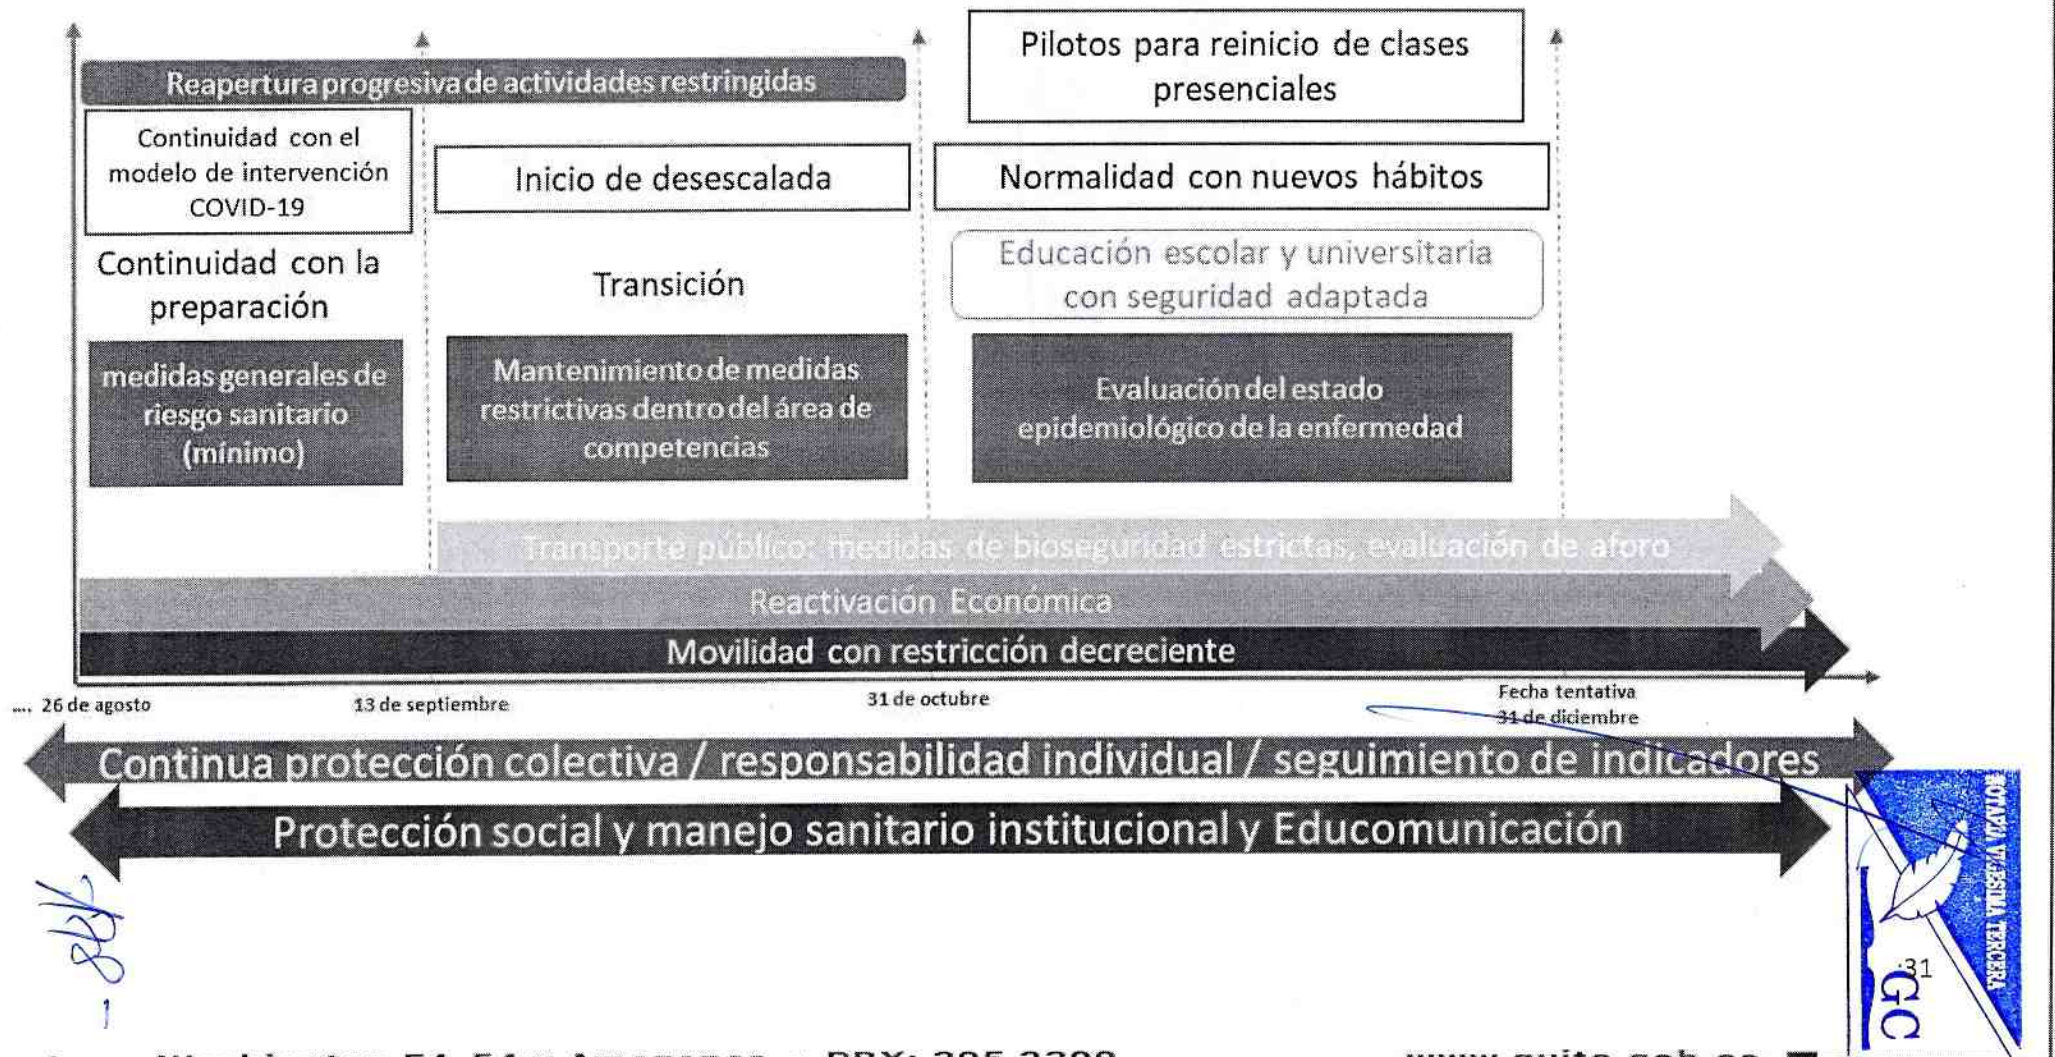 Reapertura progresiva de actividades restringidas
Continuidad con el
modelo de intervención
COVID-19
Continuidad con la
preparación
medidas generales de
riesgo sanitario
(mínimo)
Inicio de desescalada
Transición
Mantenimiento de medidas
restrictivas dentro del área de
competencias
Pilotos para reinicio de clases
presenciales
Normalidad con nuevos hábitos
Educación escolar y universitaria
con seguridad adaptada
Evaluación del estado
epidemiológico de la enfermedad
Transporte público: medidas de bioseguridad estrictas, evaluación de aforo
Reactivación Económica
Movilidad con restricción decreciente
.... 26 de agosto
13 de septiembre
31 de octubre
Fecha tentativa
31 de diciembre
Continua protección colectiva / responsabilidad individual / seguimiento de indicadores
Protección social y manejo sanitario institucional y Educomunicación
NOTARÍA VIGESIMA TERCERA
31
GC